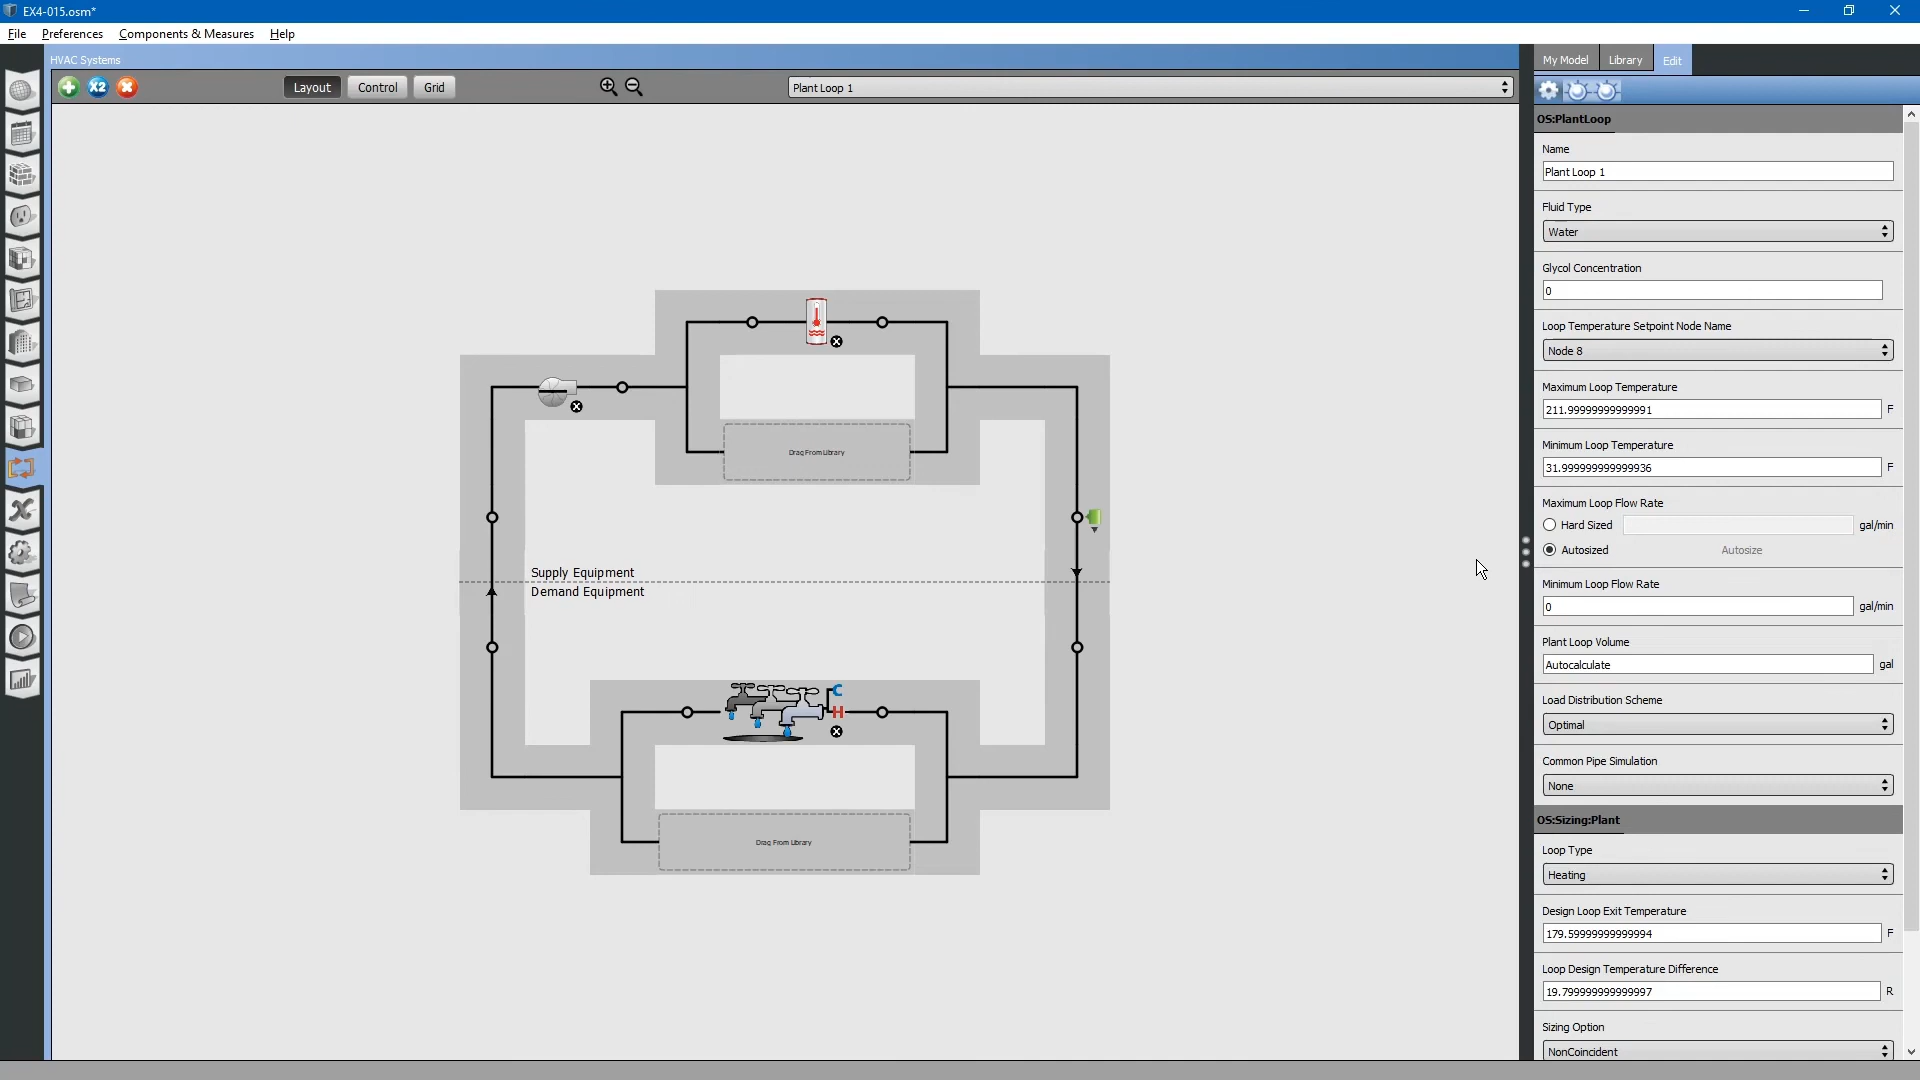 EX4-015.osm*
File Preferences Components & Measures Help
HVAC Systems
X2 Layout Control Grid Plant Loop 1
My Model Library Edit
OS:PlantLoop
Name
Plant Loop 1
Fluid Type
Water
Glycol Concentration
0
Loop Temperature Setpoint Node Name
Node 8
Maximum Loop Temperature
211.99999999999991 F
Minimum Loop Temperature
31.999999999999936 F
Maximum Loop Flow Rate
Hard Sized gal/min
Autosized Autosize
Minimum Loop Flow Rate
0 gal/min
Plant Loop Volume
Autocalculate gal
Load Distribution Scheme
Optimal
Common Pipe Simulation
None
OS:Sizing:Plant
Loop Type
Heating
Design Loop Exit Temperature
179.59999999999994 F
Loop Design Temperature Difference
19.799999999999997 R
Sizing Option
NonCoincident
Drag From Library
Supply Equipment
Demand Equipment
C
H
Drag From Library